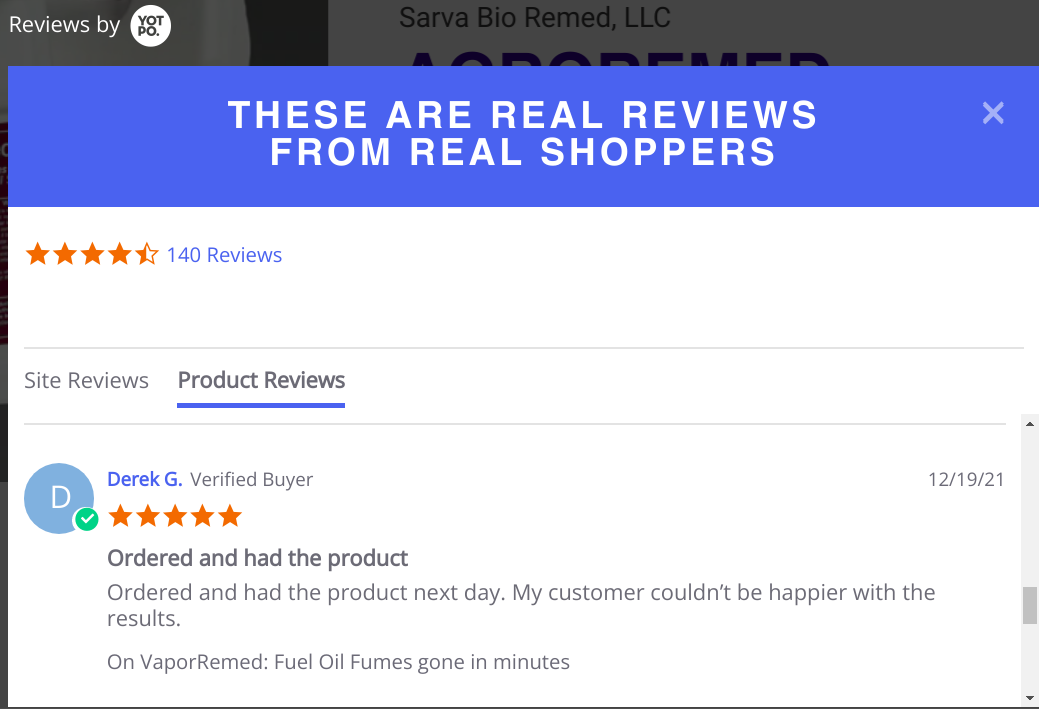 Reviews by YOT
PO.
Sarva Bio Remed, LLC
THESE ARE REAL REVIEWS
FROM REAL SHOPPERS
140 Reviews
Site Reviews Product Reviews
D
Derek G. Verified Buyer 12/19/21
Ordered and had the product
Ordered and had the product next day. My customer couldn’t be happier with the
results.
On VaporRemed: Fuel Oil Fumes gone in minutes